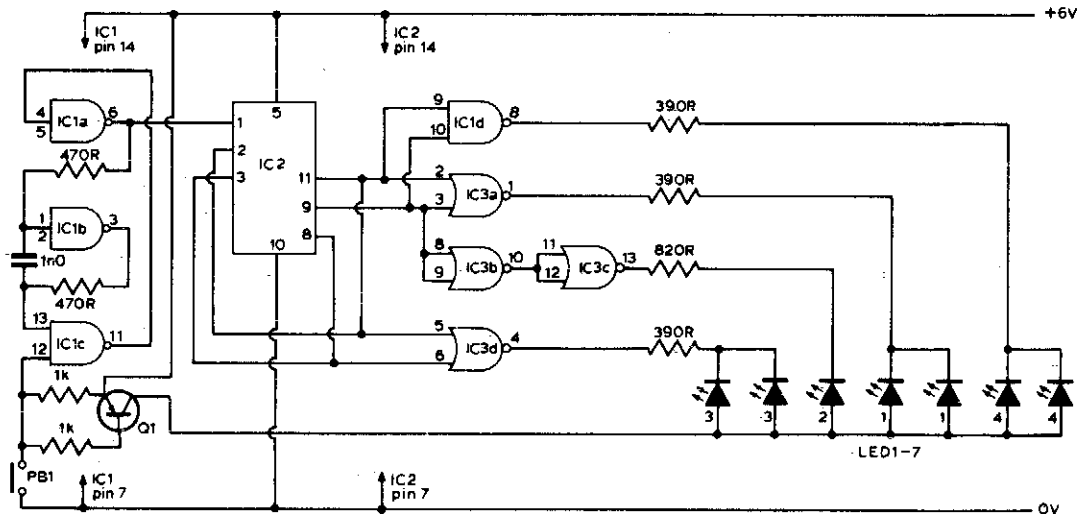 +6V
IC1
pin 14
IC2
pin 14
4
5
IC1a
6
470R
1
2
IC1b
3
1n0
470R
13
12
IC1c
11
1k
1k
Q1
PB1
IC1
pin 7
IC2
pin 7
0V
5
1
2
3
IC2
11
9
8
10
9
10
IC1d
8
390R
2
3
IC3a
1
390R
8
9
IC3b
10
11
12
IC3c
13
820R
5
6
IC3d
4
390R
3
3
2
1
1
4
4
LED1-7